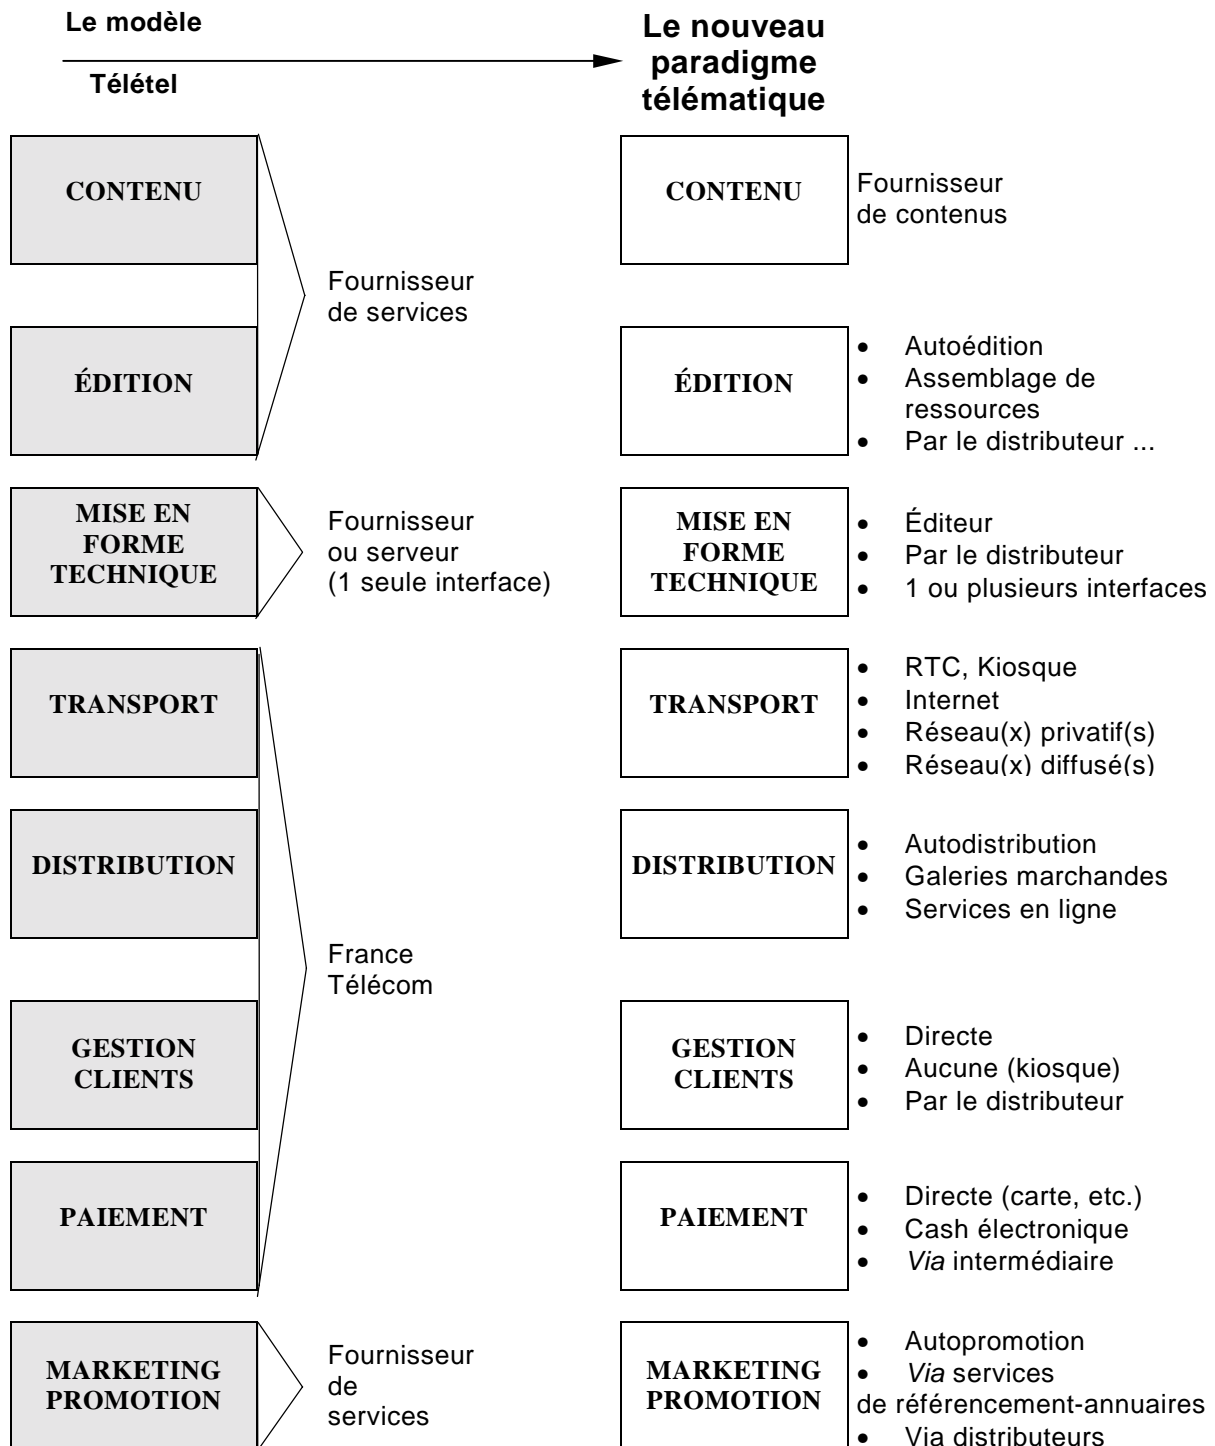 Le modèle
Télétel
Le nouveau
paradigme
télématique
CONTENU
ÉDITION
Fournisseur
de services
CONTENU
Fournisseur
de contenus
ÉDITION
• Autoédition
• Assemblage de
ressources
• Par le distributeur ...
MISE EN
FORME
TECHNIQUE
Fournisseur
ou serveur
(1 seule interface)
MISE EN
FORME
TECHNIQUE
• Éditeur
• Par le distributeur
• 1 ou plusieurs interfaces
TRANSPORT
DISTRIBUTION
GESTION
CLIENTS
PAIEMENT
France
Télécom
TRANSPORT
• RTC, Kiosque
• Internet
• Réseau(x) privatif(s)
• Réseau(x) diffusé(s)
DISTRIBUTION
• Autodistribution
• Galeries marchandes
• Services en ligne
GESTION
CLIENTS
• Directe
• Aucune (kiosque)
• Par le distributeur
PAIEMENT
• Directe (carte, etc.)
• Cash électronique
• Via intermédiaire
MARKETING
PROMOTION
Fournisseur
de
services
MARKETING
PROMOTION
• Autopromotion
• Via services
de référencement-annuaires
• Via distributeurs